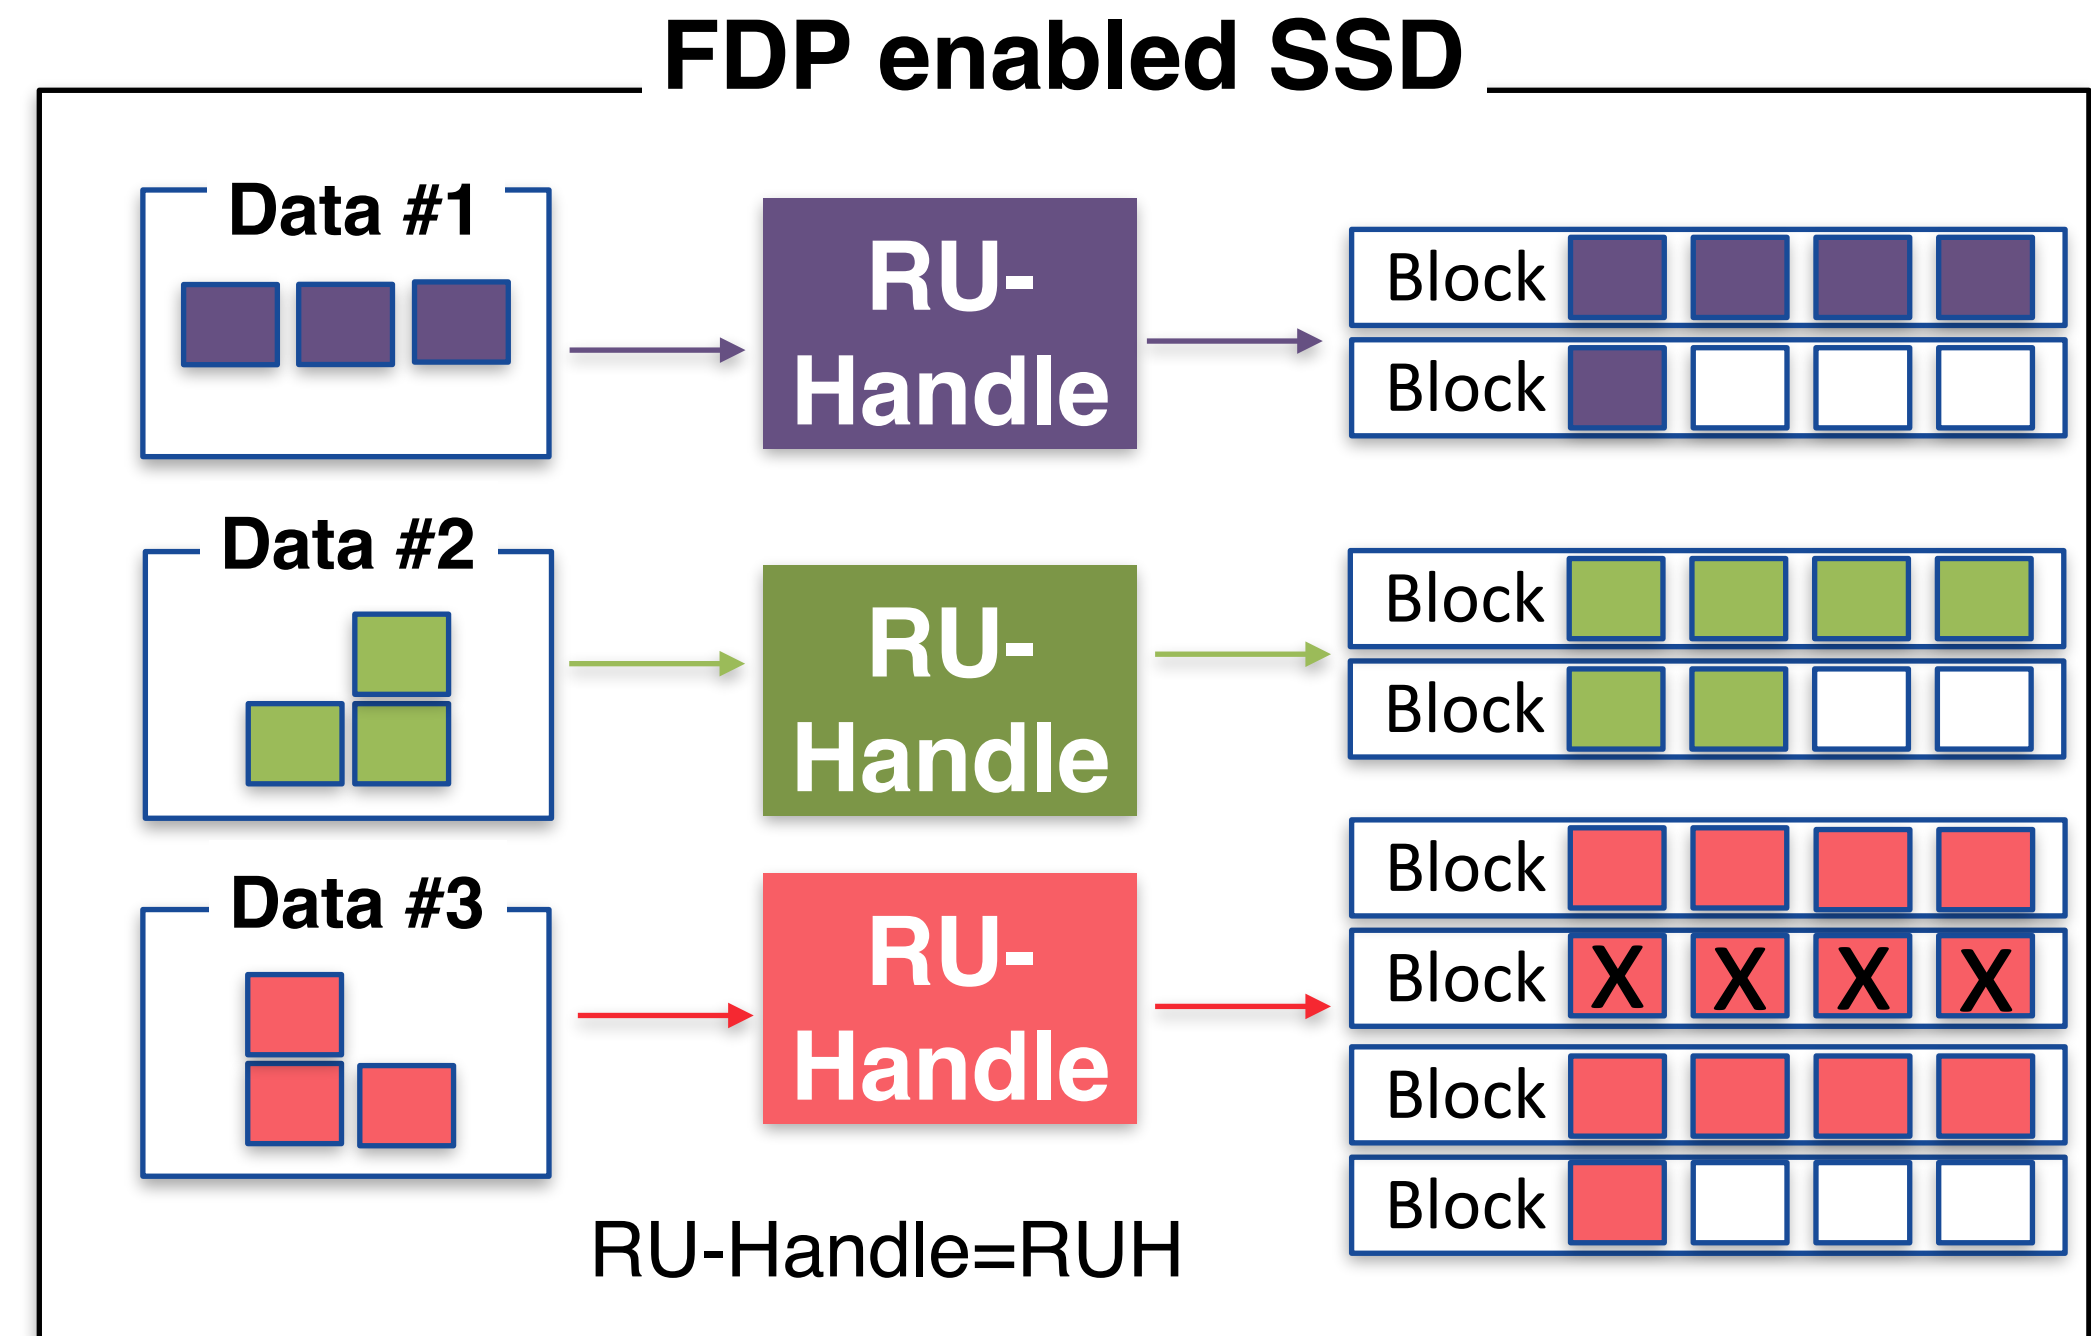 FDP enabled SSD
Data #1
RU-
Handle
Block
Block
Data #2
RU-
Handle
Block
Block
Data #3
RU-
Handle
Block
Block X X X X
Block
Block
RU-Handle=RUH